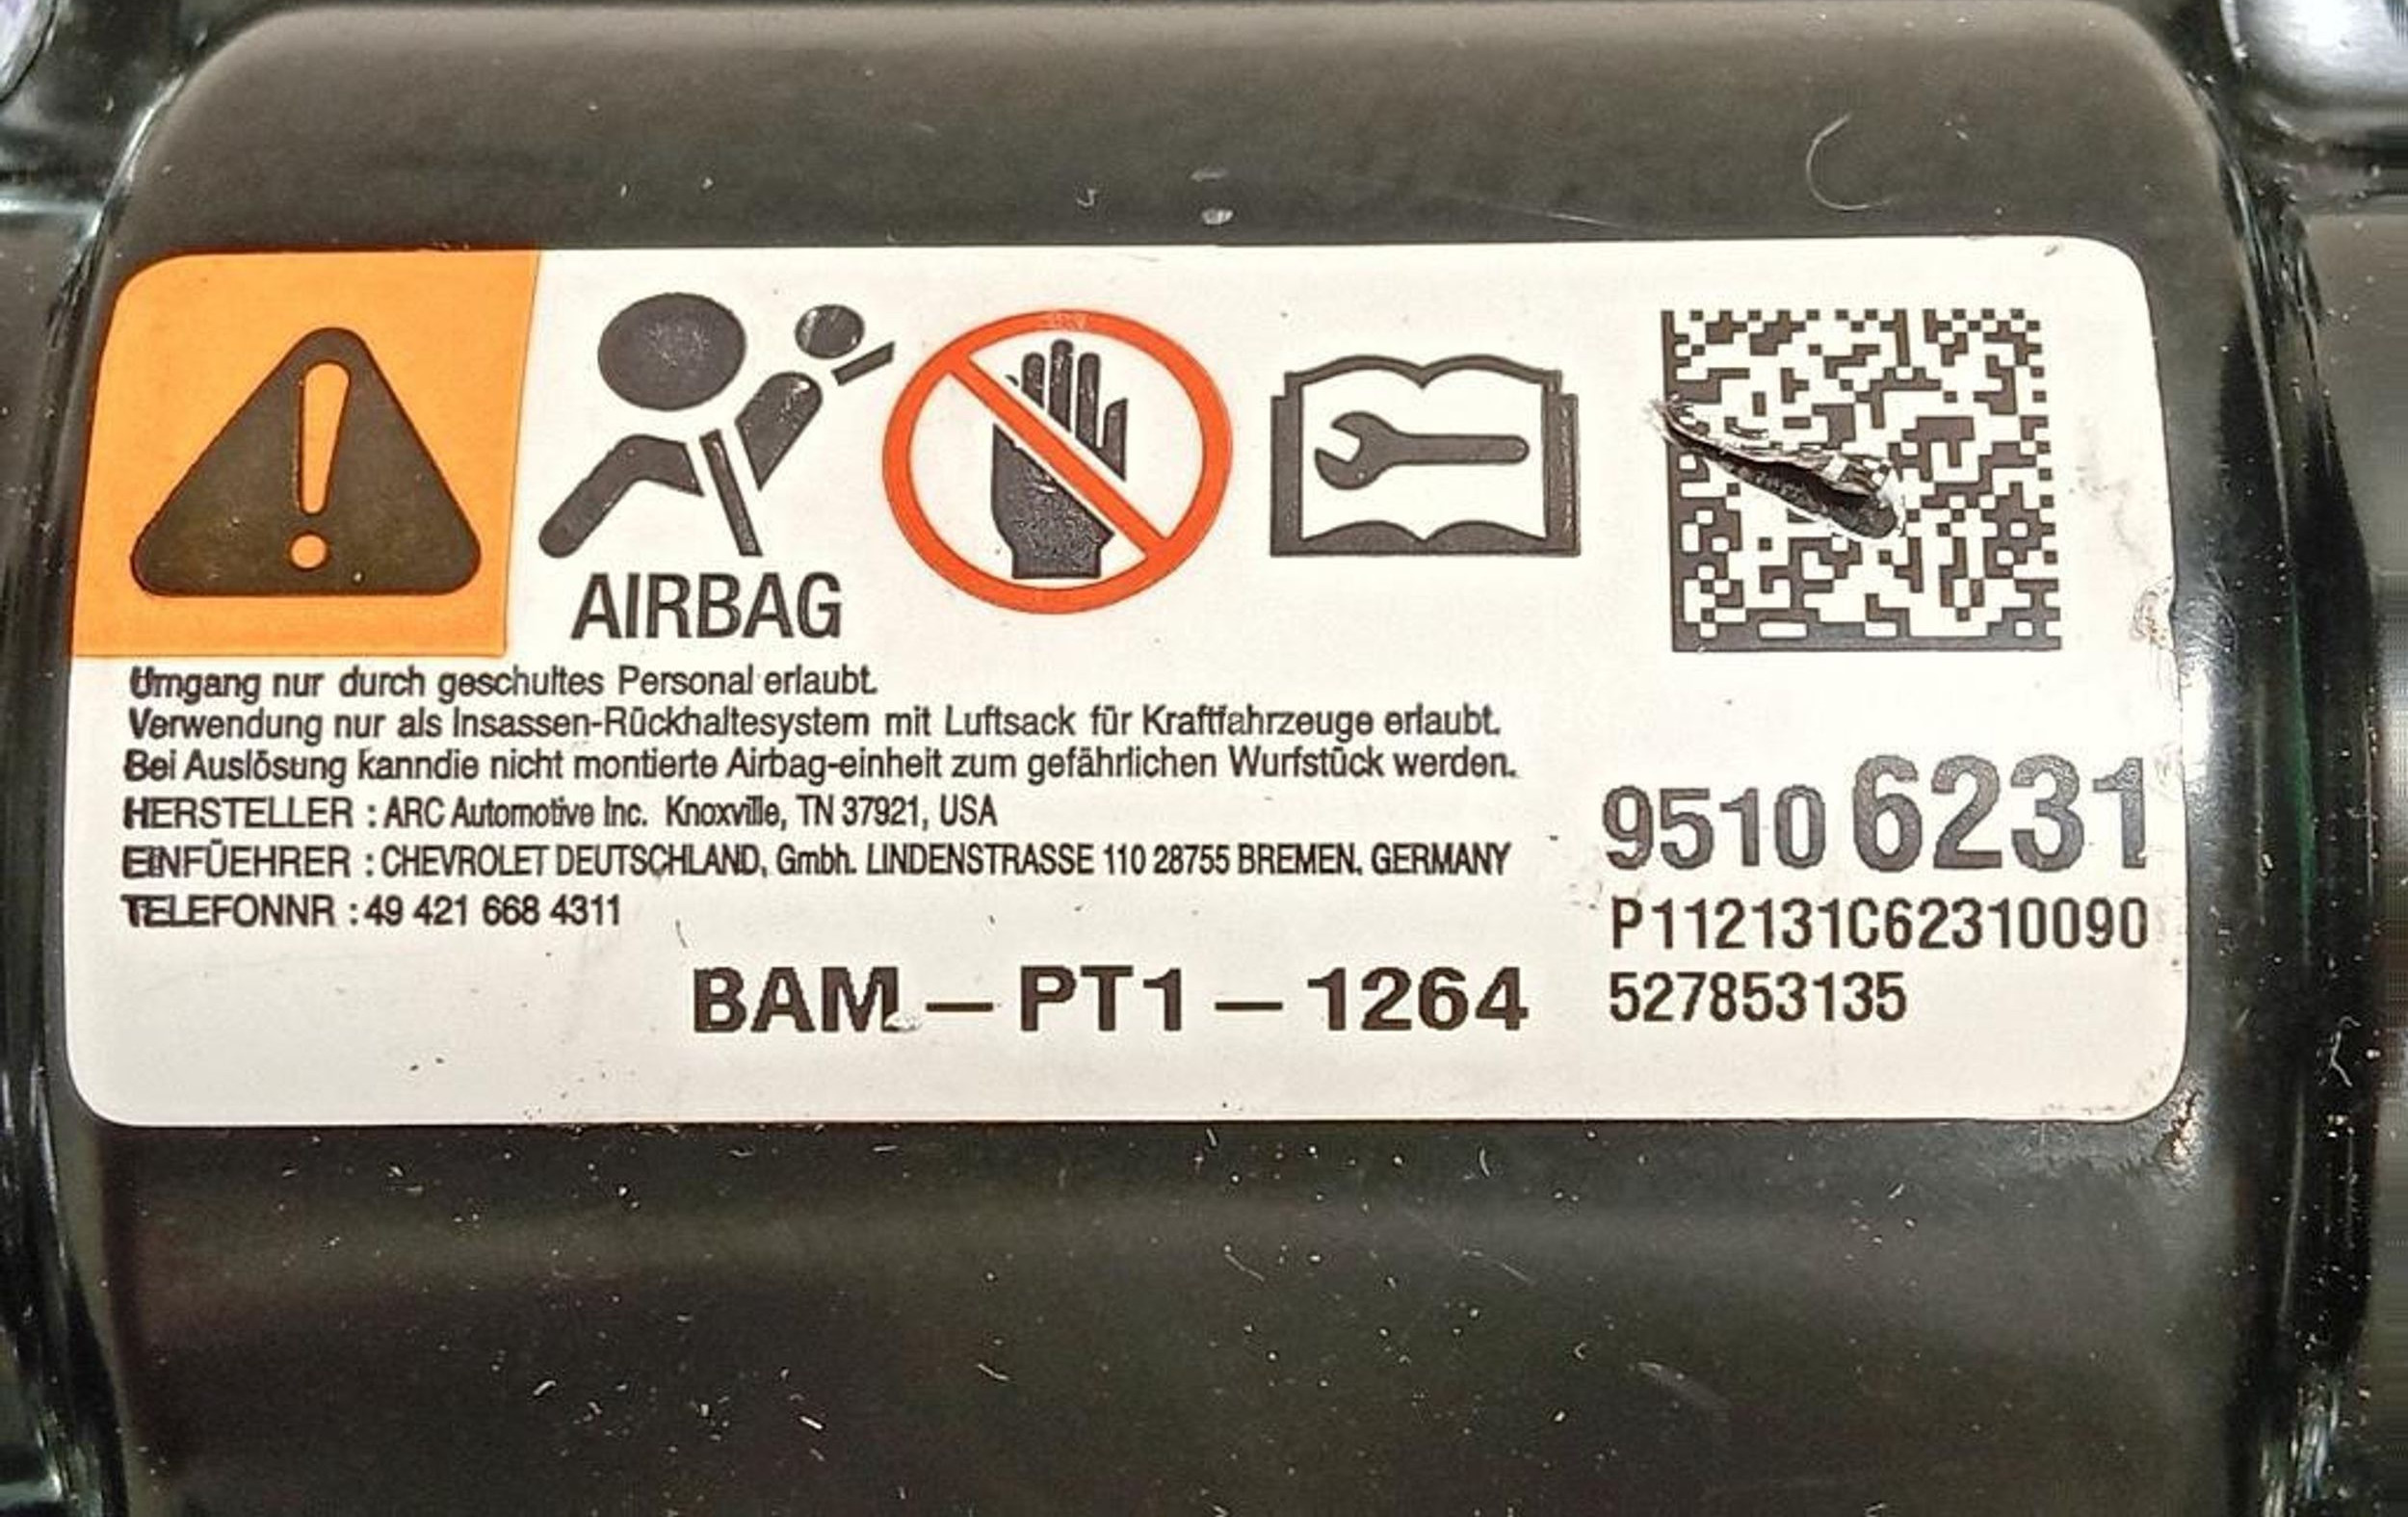 AIRBAG
Umgang nur durch geschultes Personal erlaubt.
Verwendung nur als Insassen-Rückhaltesystem mit Luftsack für Kraftfahrzeuge erlaubt.
Bei Auslösung kanndie nicht montierte Airbag-einheit zum gefährlichen Wurfstück werden.
HERSTELLER : ARC Automotive Inc. Knoxville, TN 37921, USA
EINFÜEHRER : CHEVROLET DEUTSCHLAND, Gmbh. LINDENSTRASSE 110 28755 BREMEN, GERMANY
TELEFONNR : 49 421 668 4311
BAM – PT1 – 1264
9510 6231
P112131C62310090
527853135